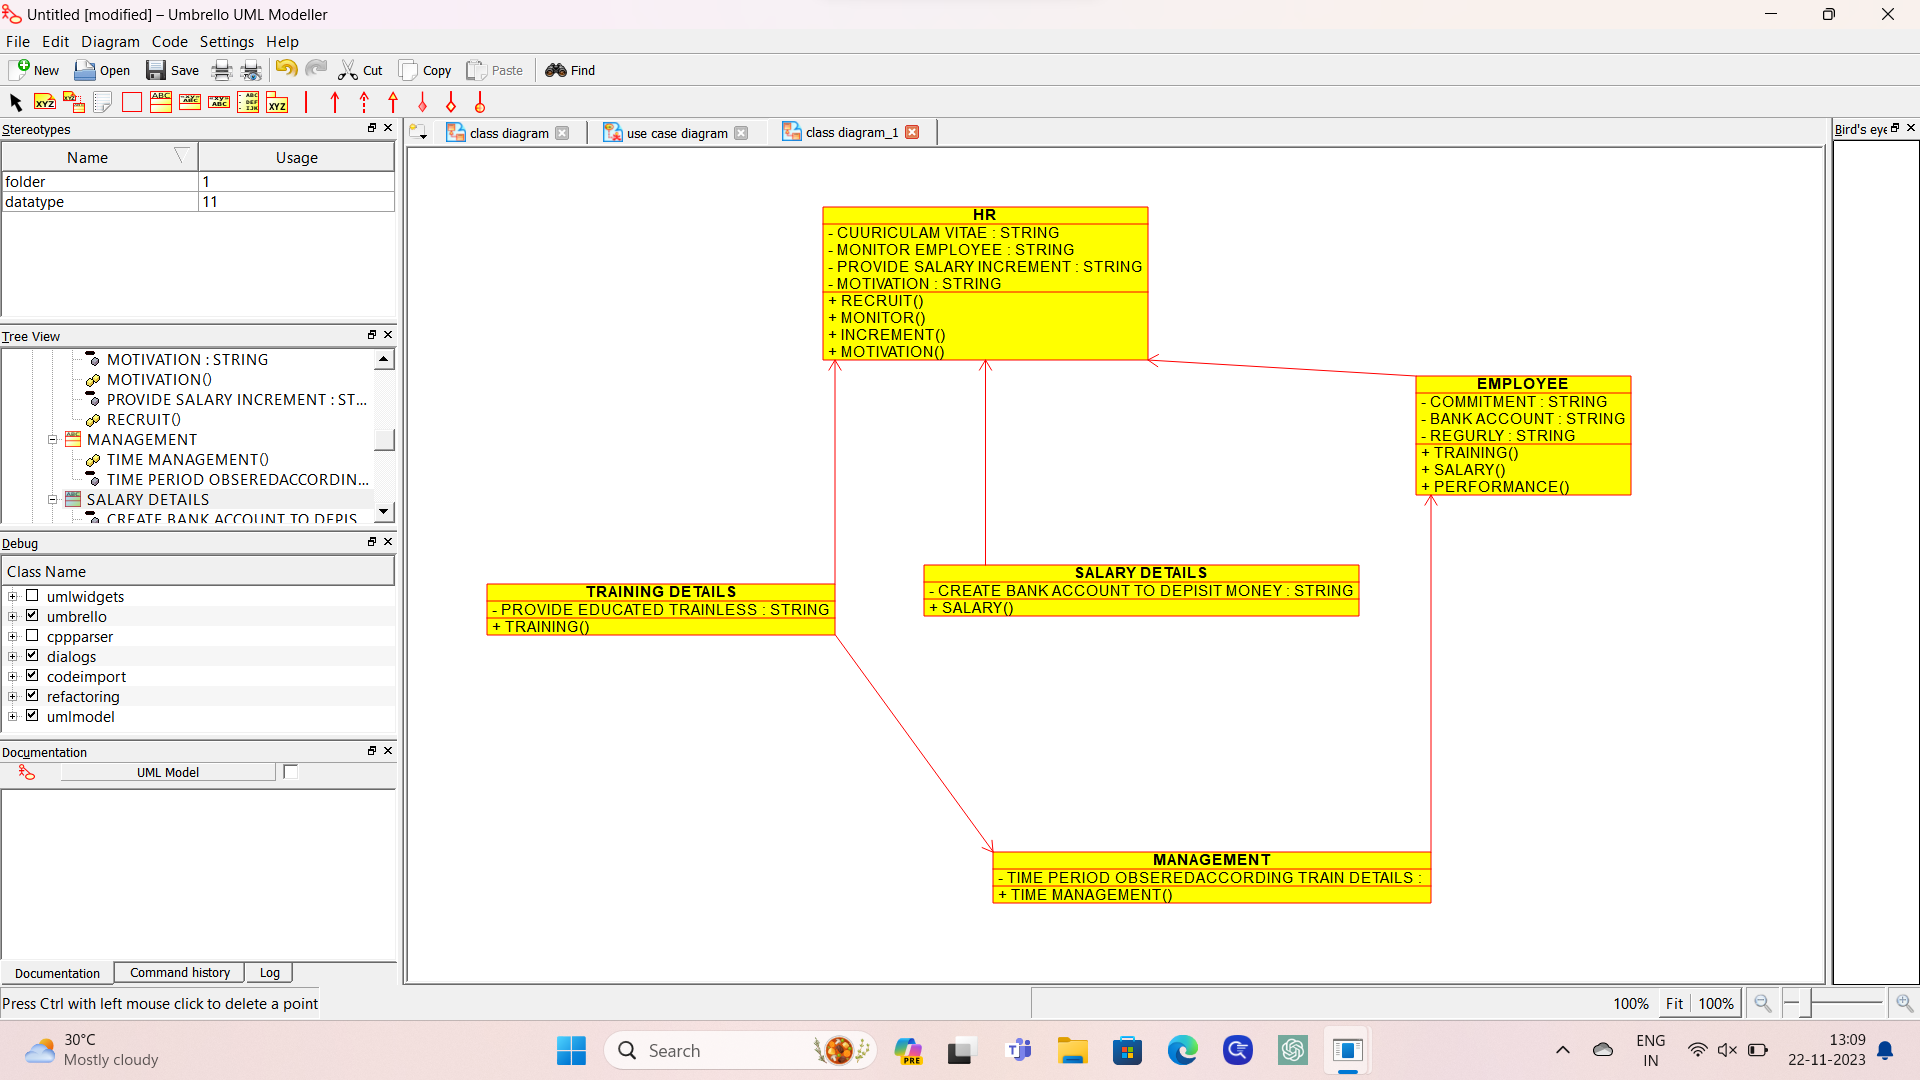 Untitled [modified] – Umbrello UML Modeller
File Edit Diagram Code Settings Help
New Open Save Cut Copy Paste Find
Stereotypes
Name Usage
folder 1
datatype 11
Tree View
MOTIVATION : STRING
MOTIVATION()
PROVIDE SALARY INCREMENT : ST...
RECRUIT()
MANAGEMENT
TIME MANAGEMENT()
TIME PERIOD OBSEREDACCORDIN...
SALARY DETAILS
CREATE BANK ACCOUNT TO DEPIS
Debug
Class Name
umlwidgets
umbrello
cppparser
dialogs
codeimport
refactoring
umlmodel
Documentation
UML Model
Documentation Command history Log
Press Ctrl with left mouse click to delete a point
class diagram use case diagram class diagram_1
Bird's eye
HR
- CUURICULAM VITAE : STRING
- MONITOR EMPLOYEE : STRING
- PROVIDE SALARY INCREMENT : STRING
- MOTIVATION : STRING
+ RECRUIT()
+ MONITOR()
+ INCREMENT()
+ MOTIVATION()
EMPLOYEE
- COMMITMENT : STRING
- BANK ACCOUNT : STRING
- REGURLY : STRING
+ TRAINING()
+ SALARY()
+ PERFORMANCE()
TRAINING DETAILS
- PROVIDE EDUCATED TRAINLESS : STRING
+ TRAINING()
SALARY DETAILS
- CREATE BANK ACCOUNT TO DEPISIT MONEY : STRING
+ SALARY()
MANAGEMENT
- TIME PERIOD OBSEREDACCORDING TRAIN DETAILS :
+ TIME MANAGEMENT()
100% Fit 100%
30°C
Mostly cloudy
Search
PRE
ENG
IN
13:09
22-11-2023